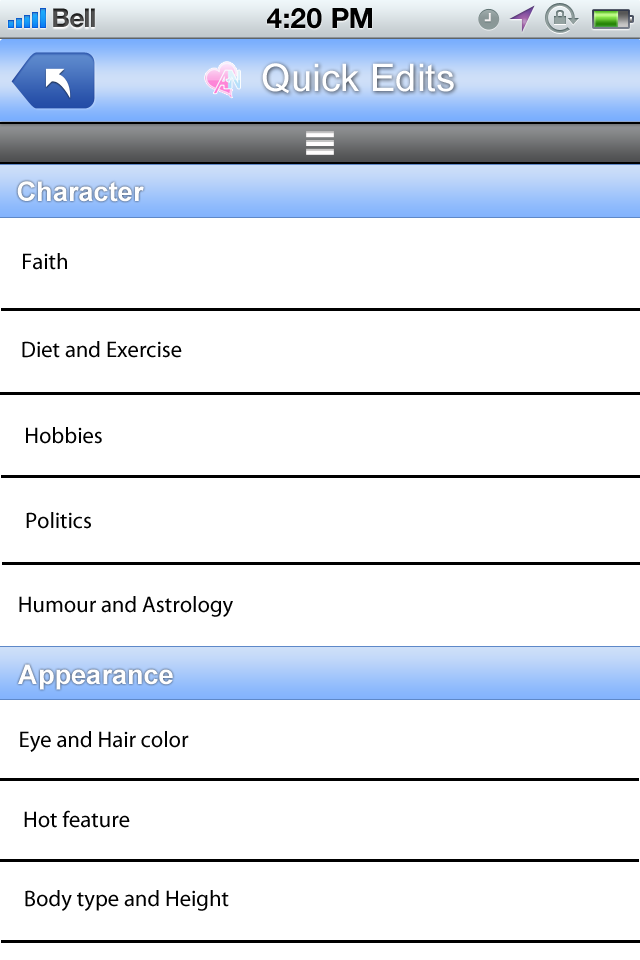 Bell 4:20 PM
Quick Edits
Character
Faith
Diet and Exercise
Hobbies
Politics
Humour and Astrology
Appearance
Eye and Hair color
Hot feature
Body type and Height